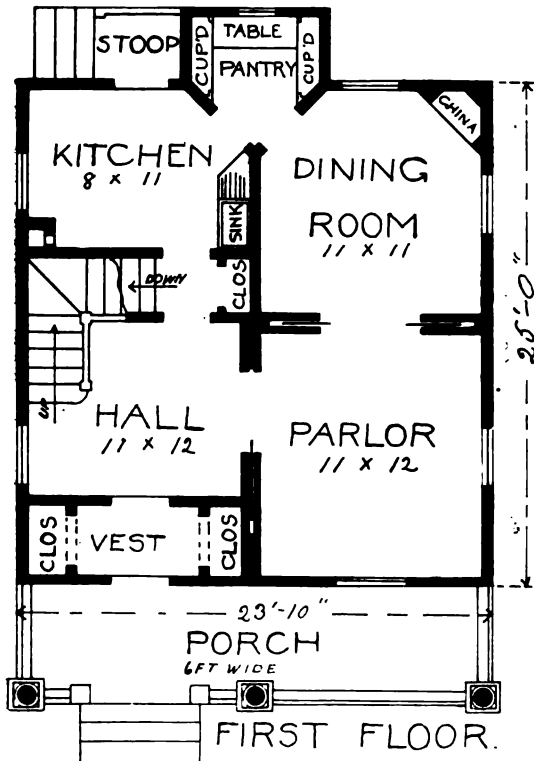 STOOP
CUP'D
TABLE
CUP'D
PANTRY
CHINA
KITCHEN
8 x 11
DINING
ROOM
11 x 11
SINK
DOWN
CLOS
25'-0"
UP
HALL
11 x 12
PARLOR
11 x 12
CLOS
VEST
CLOS
23'-10"
PORCH
6FT WIDE
FIRST FLOOR.